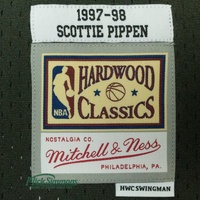 1997-98
SCOTTIE PIPPEN
HARDWOOD
NBA
CLASSICS
NOSTALGIA CO.
Mitchell & Ness
PHILADELPHIA, PA.
HWC SWINGMAN